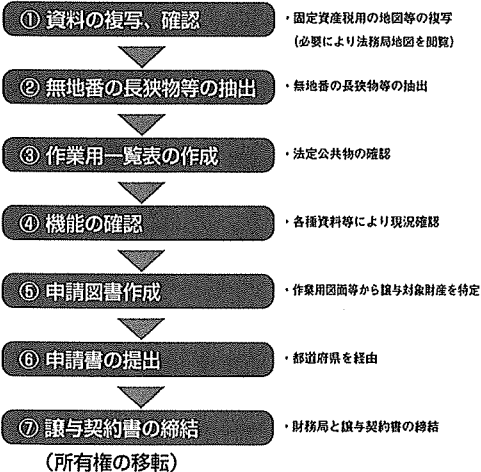 ① 資料の複写、確認
・固定資産税用の地図等の複写
(必要により法務局地図を閲覧)
② 無地番の長狭物等の抽出
・無地番の長狭物等の抽出
③ 作業用一覧表の作成
・法定公共物の確認
④ 機能の確認
・各種資料等により現況確認
⑤ 申請図書作成
・作業用図面等から譲与対象財産を特定
⑥ 申請書の提出
・都道府県を経由
⑦ 譲与契約書の締結
・財務局と譲与契約書の締結
(所有権の移転)